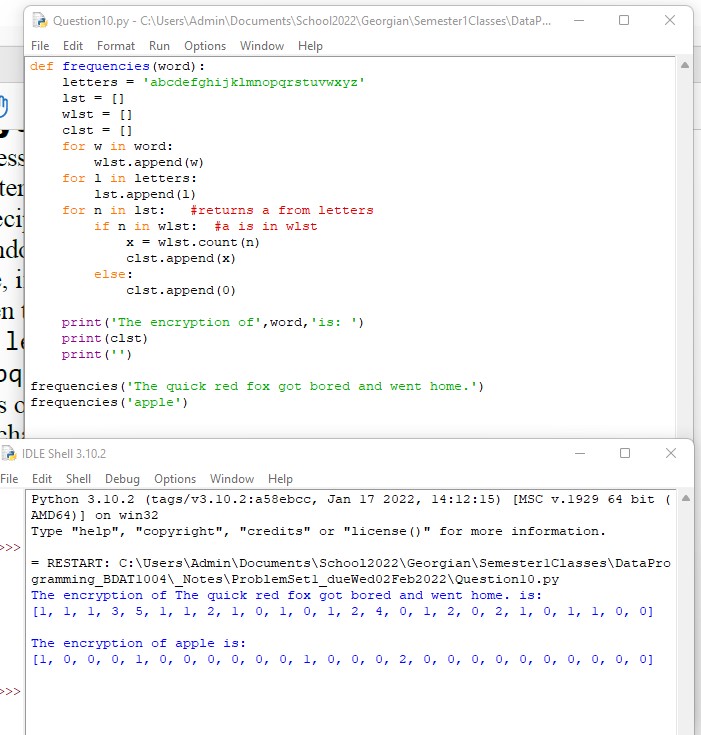 Question10.py - C:\Users\Admin\Documents\School2022\Georgian\Semester1Classes\DataP...
File Edit Format Run Options Window Help
def frequencies(word):
    letters = 'abcdefghijklmnopqrstuvwxyz'
    lst = []
    wlst = []
    clst = []
    for w in word:
        wlst.append(w)
    for l in letters:
        lst.append(l)
    for n in lst:   #returns a from letters
        if n in wlst:  #a is in wlst
            x = wlst.count(n)
            clst.append(x)
        else:
            clst.append(0)
    print('The encryption of',word,'is: ')
    print(clst)
    print('')
frequencies('The quick red fox got bored and went home.')
frequencies('apple')
IDLE Shell 3.10.2
File Edit Shell Debug Options Window Help
Python 3.10.2 (tags/v3.10.2:a58ebcc, Jan 17 2022, 14:12:15) [MSC v.1929 64 bit (
AMD64)] on win32
Type "help", "copyright", "credits" or "license()" for more information.
>>>
= RESTART: C:\Users\Admin\Documents\School2022\Georgian\Semester1Classes\DataPro
gramming_BDAT1004\_Notes\ProblemSet1_dueWed02Feb2022\Question10.py
The encryption of The quick red fox got bored and went home. is:
[1, 1, 1, 3, 5, 1, 1, 2, 1, 0, 1, 0, 1, 2, 4, 0, 1, 2, 0, 2, 1, 0, 1, 1, 0, 0]
The encryption of apple is:
[1, 0, 0, 0, 1, 0, 0, 0, 0, 0, 0, 1, 0, 0, 0, 2, 0, 0, 0, 0, 0, 0, 0, 0, 0, 0]
>>>